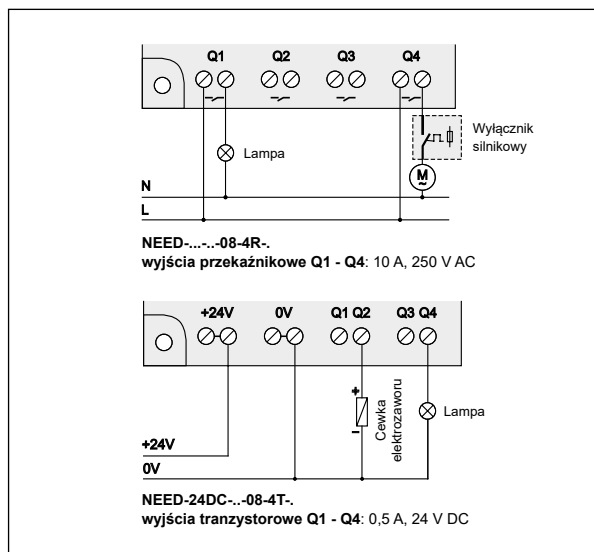 Q1 Q2 Q3 Q4
Wyłącznik
silnikowy
Lampa
M
~
N
L
NEED-...-..-08-4R-.
wyjścia przekaźnikowe Q1 - Q4: 10 A, 250 V AC
+24V 0V Q1 Q2 Q3 Q4
+
–
Cewka
elektrozaworu
Lampa
+24V
0V
NEED-24DC-..-08-4T-.
wyjścia tranzystorowe Q1 - Q4: 0,5 A, 24 V DC